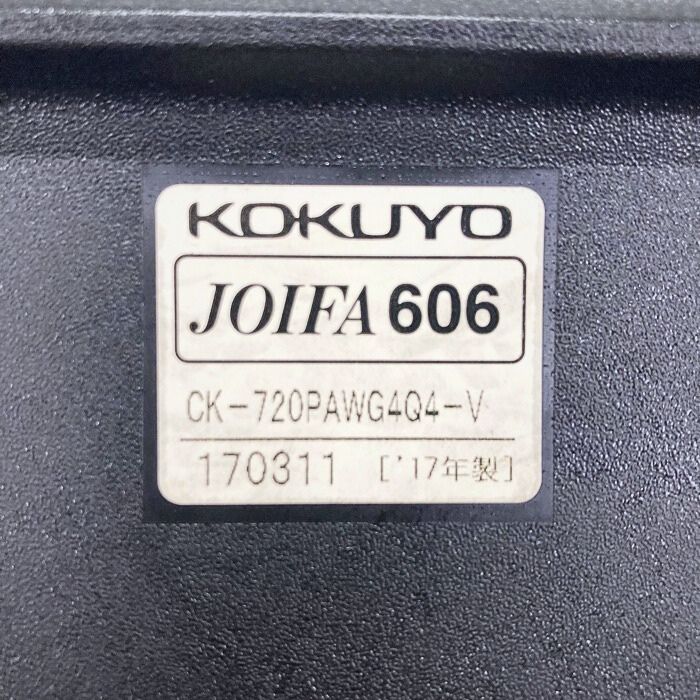 KOKUYO
JOIFA 606
CK-720PAWG4Q4-V
170311 ['17年製]